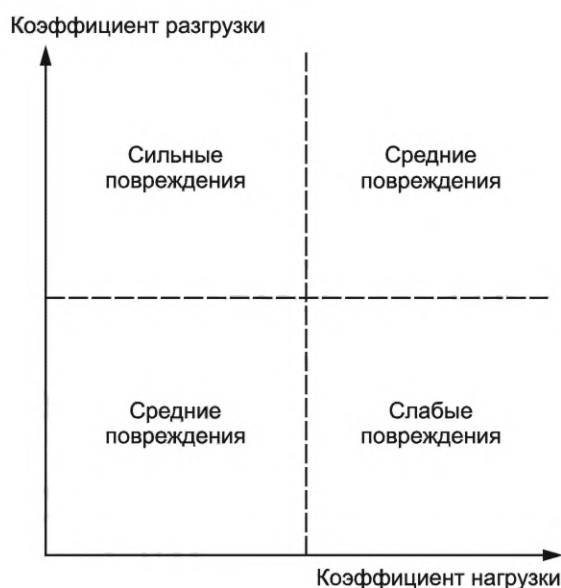 Коэффициент разгрузки
Сильные
повреждения
Средние
повреждения
Средние
повреждения
Слабые
повреждения
Коэффициент нагрузки